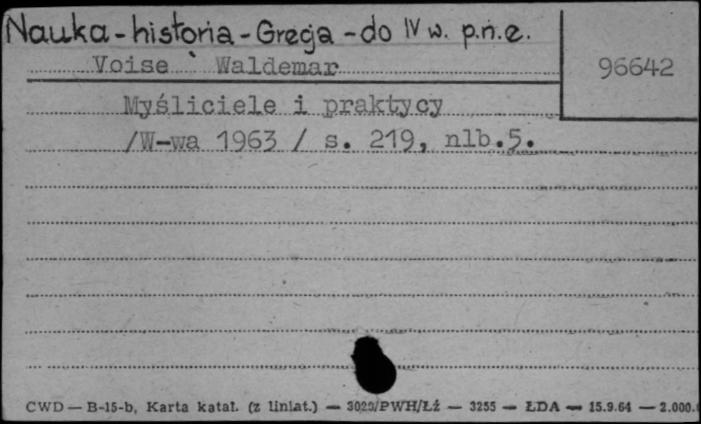 Nauka - historia - Grecja - do IV w. p.n.e.
Voise Waldemar
96642
Myśliciele i praktycy
/W-wa 1963 / s. 219, nlb.5.
CWD — B-15-b, Karta katal. (z liniat.) — 3029/PWH/Łź — 3255 — ŁDA — 15.9.64 — 2.000.